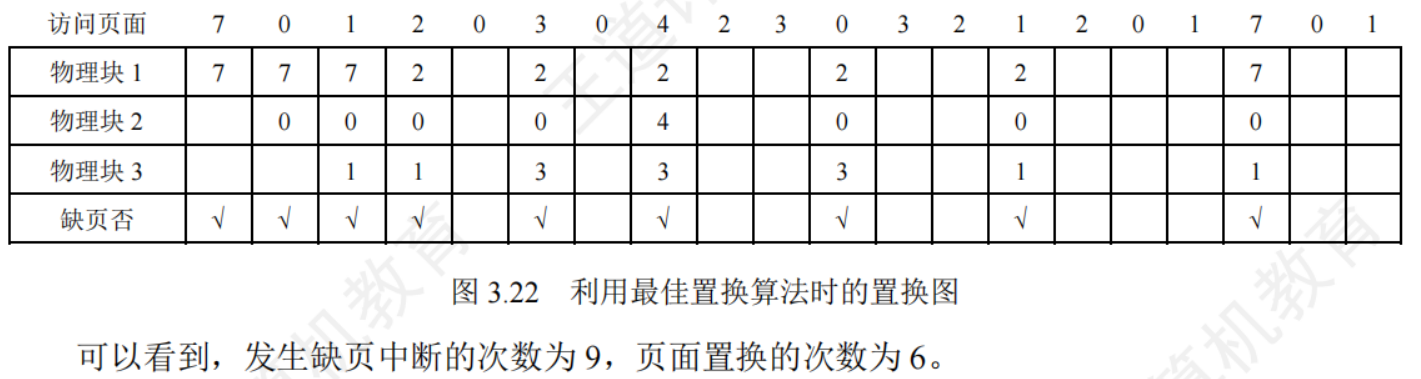 访问页面 7 0 1 2 0 3 0 4 2 3 0 3 2 1 2 0 1 7 0 1
物理块 1 7 7 7 2 2 2 2 2 7
物理块 2 0 0 0 0 4 0 0 0
物理块 3 1 1 3 3 3 1 1
缺页否 √ √ √ √ √ √ √ √ √
图 3.22 利用最佳置换算法时的置换图
可以看到，发生缺页中断的次数为 9，页面置换的次数为 6。